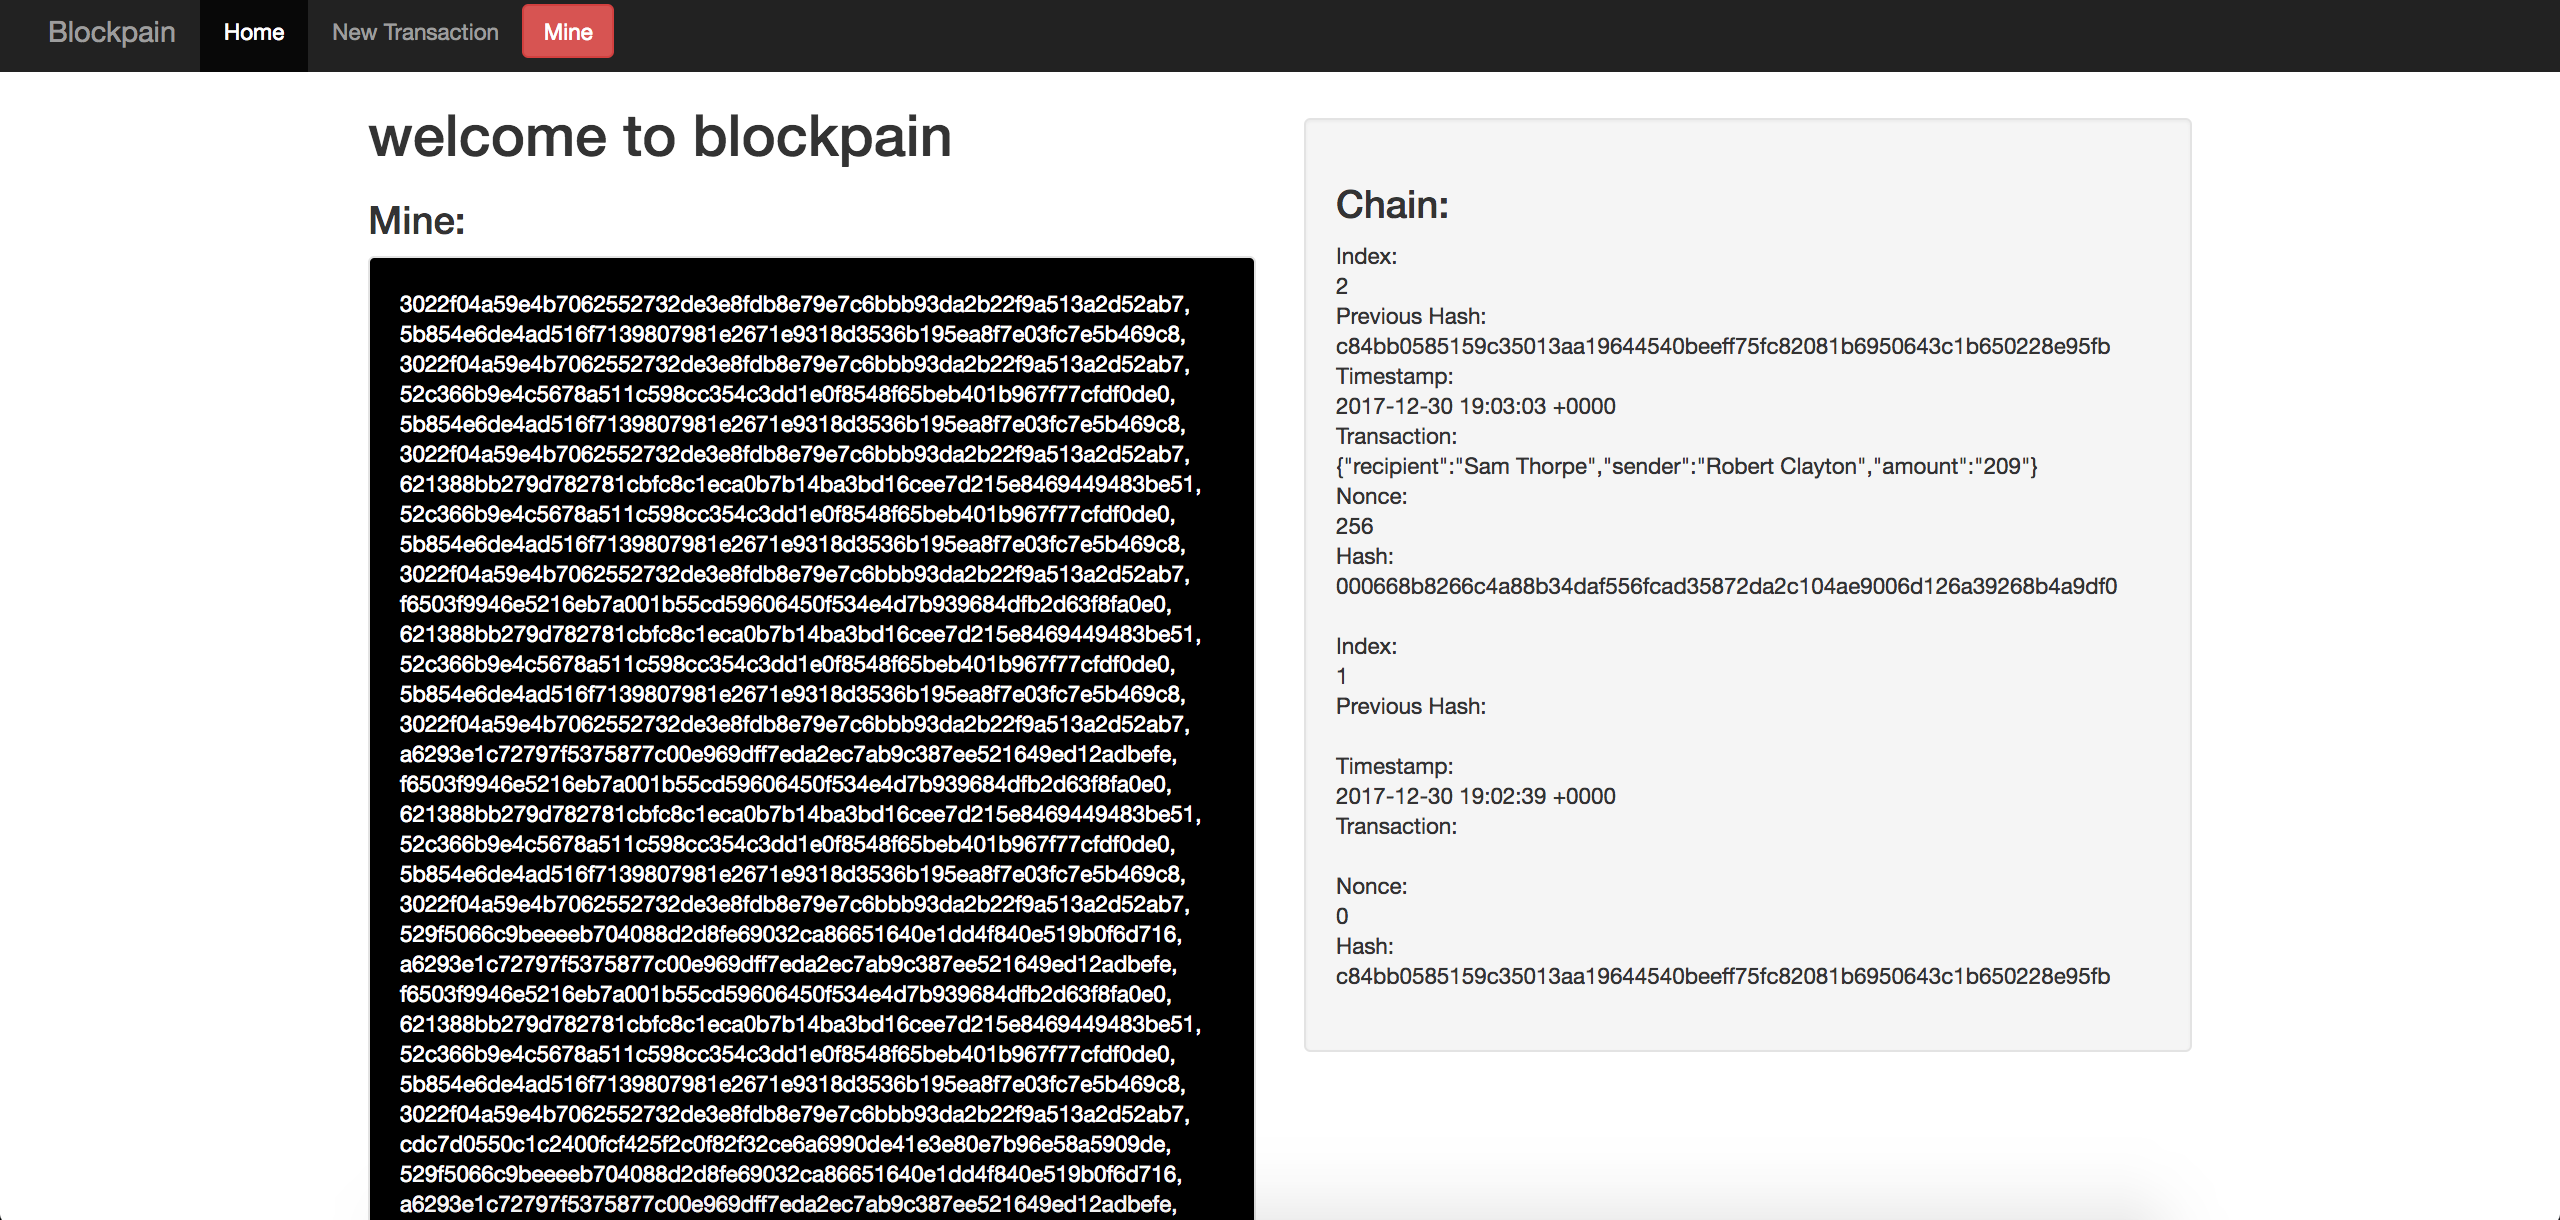 Blockpain Home New Transaction Mine
welcome to blockpain
Mine:
3022f04a59e4b7062552732de3e8fdb8e79e7c6bbb93da2b22f9a513a2d52ab7,
5b854e6de4ad516f7139807981e2671e9318d3536b195ea8f7e03fc7e5b469c8,
3022f04a59e4b7062552732de3e8fdb8e79e7c6bbb93da2b22f9a513a2d52ab7,
52c366b9e4c5678a511c598cc354c3dd1e0f8548f65beb401b967f77cfdf0de0,
5b854e6de4ad516f7139807981e2671e9318d3536b195ea8f7e03fc7e5b469c8,
3022f04a59e4b7062552732de3e8fdb8e79e7c6bbb93da2b22f9a513a2d52ab7,
621388bb279d782781cbfc8c1eca0b7b14ba3bd16cee7d215e8469449483be51,
52c366b9e4c5678a511c598cc354c3dd1e0f8548f65beb401b967f77cfdf0de0,
5b854e6de4ad516f7139807981e2671e9318d3536b195ea8f7e03fc7e5b469c8,
3022f04a59e4b7062552732de3e8fdb8e79e7c6bbb93da2b22f9a513a2d52ab7,
f6503f9946e5216eb7a001b55cd59606450f534e4d7b939684dfb2d63f8fa0e0,
621388bb279d782781cbfc8c1eca0b7b14ba3bd16cee7d215e8469449483be51,
52c366b9e4c5678a511c598cc354c3dd1e0f8548f65beb401b967f77cfdf0de0,
5b854e6de4ad516f7139807981e2671e9318d3536b195ea8f7e03fc7e5b469c8,
3022f04a59e4b7062552732de3e8fdb8e79e7c6bbb93da2b22f9a513a2d52ab7,
a6293e1c72797f5375877c00e969dff7eda2ec7ab9c387ee521649ed12adbefe,
f6503f9946e5216eb7a001b55cd59606450f534e4d7b939684dfb2d63f8fa0e0,
621388bb279d782781cbfc8c1eca0b7b14ba3bd16cee7d215e8469449483be51,
52c366b9e4c5678a511c598cc354c3dd1e0f8548f65beb401b967f77cfdf0de0,
5b854e6de4ad516f7139807981e2671e9318d3536b195ea8f7e03fc7e5b469c8,
3022f04a59e4b7062552732de3e8fdb8e79e7c6bbb93da2b22f9a513a2d52ab7,
529f5066c9beeeeb704088d2d8fe69032ca86651640e1dd4f840e519b0f6d716,
a6293e1c72797f5375877c00e969dff7eda2ec7ab9c387ee521649ed12adbefe,
f6503f9946e5216eb7a001b55cd59606450f534e4d7b939684dfb2d63f8fa0e0,
621388bb279d782781cbfc8c1eca0b7b14ba3bd16cee7d215e8469449483be51,
52c366b9e4c5678a511c598cc354c3dd1e0f8548f65beb401b967f77cfdf0de0,
5b854e6de4ad516f7139807981e2671e9318d3536b195ea8f7e03fc7e5b469c8,
3022f04a59e4b7062552732de3e8fdb8e79e7c6bbb93da2b22f9a513a2d52ab7,
cdc7d0550c1c2400fcf425f2c0f82f32ce6a6990de41e3e80e7b96e58a5909de,
529f5066c9beeeeb704088d2d8fe69032ca86651640e1dd4f840e519b0f6d716,
a6293e1c72797f5375877c00e969dff7eda2ec7ab9c387ee521649ed12adbefe,
Chain:
Index:
2
Previous Hash:
c84bb0585159c35013aa19644540beeff75fc82081b6950643c1b650228e95fb
Timestamp:
2017-12-30 19:03:03 +0000
Transaction:
{"recipient":"Sam Thorpe","sender":"Robert Clayton","amount":"209"}
Nonce:
256
Hash:
000668b8266c4a88b34daf556fcad35872da2c104ae9006d126a39268b4a9df0
Index:
1
Previous Hash:
Timestamp:
2017-12-30 19:02:39 +0000
Transaction:
Nonce:
0
Hash:
c84bb0585159c35013aa19644540beeff75fc82081b6950643c1b650228e95fb